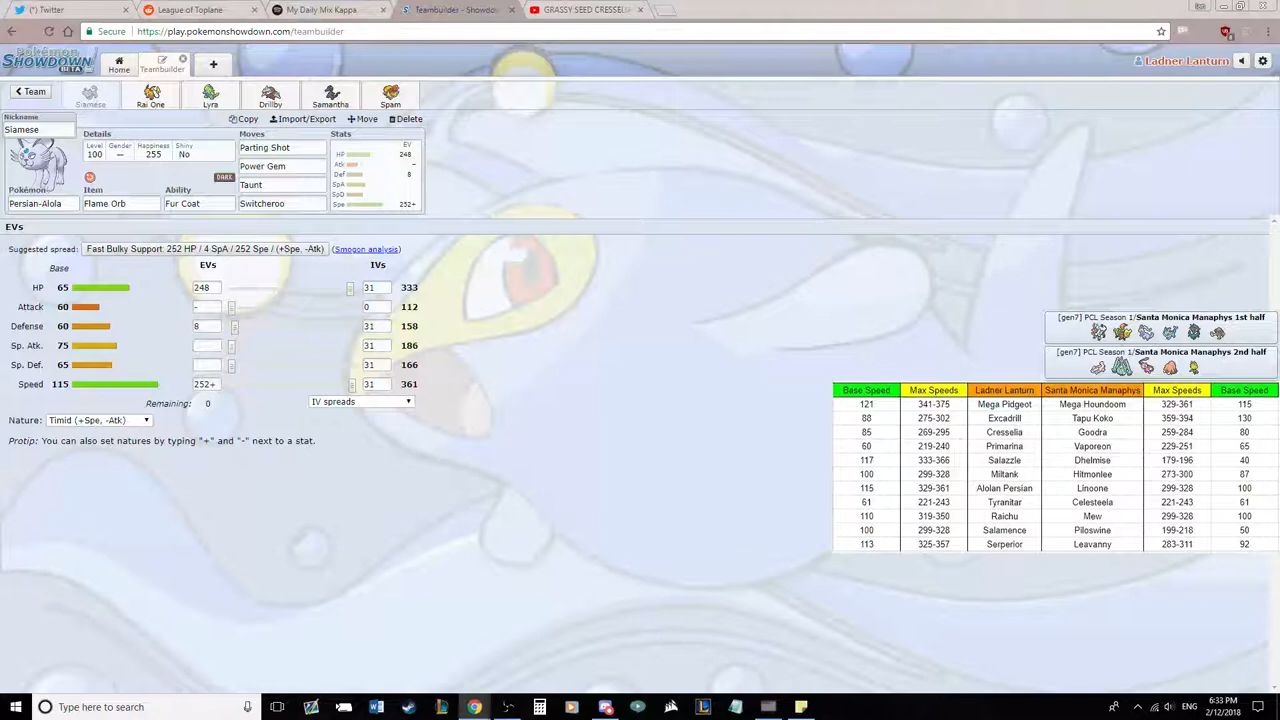 (*) Twitter
League of Toplane
My Daily Mix Kappa
Teambuilder - Showdo
GRASSY SEED CRESSEL
Secure
https://play.pokemonshowdown.com/teambuilder
Pokémon
SHOWDOWN
BETA
Home
Teambuilder
Ladner Lanturn
Team
Siamese
Rai One
Lyra
Drillby
Samantha
Spam
Copy
Import/Export
Move
Delete
Nickname
Siamese
Details
Level Gender Happiness Shiny
100 — 255 No
DARK
Pokémon
Persian-Alola
Item
Flame Orb
Ability
Fur Coat
Moves
Parting Shot
Power Gem
Taunt
Switcheroo
Stats
EV
HP 248
Atk -
Def 8
SpA
SpD
Spe 252+
EVs
Suggested spread: Fast Bulky Support: 252 HP / 4 SpA / 252 Spe / (+Spe, -Atk) (Smogon analysis)
Base EVs IVs
HP 65 248 31 333
Attack 60 - 0 112
Defense 60 8 31 158
Sp. Atk. 75 31 186
Sp. Def. 65 31 166
Speed 115 252+ 31 361
Remaining: 0
IV spreads
Nature: Timid (+Spe, -Atk)
Protip: You can also set natures by typing "+" and "-" next to a stat.
[gen7] PCL Season 1/Santa Monica Manaphys 1st half
[gen7] PCL Season 1/Santa Monica Manaphys 2nd half
Base Speed Max Speeds Ladner Lanturn Santa Monica Manaphys Max Speeds Base Speed
121 341-375 Mega Pidgeot Mega Houndoom 329-361 115
88 275-302 Excadrill Tapu Koko 359-394 130
85 269-295 Cresselia Goodra 259-284 80
60 219-240 Primarina Vaporeon 229-251 65
117 333-366 Salazzle Dhelmise 179-196 40
100 299-328 Miltank Hitmonlee 273-300 87
115 329-361 Alolan Persian Linoone 299-328 100
61 221-243 Tyranitar Celesteela 221-243 61
110 319-350 Raichu Mew 299-328 100
100 299-328 Salamence Piloswine 199-218 50
113 325-357 Serperior Leavanny 283-311 92
Type here to search
ENG
6:33 PM
2/12/2018